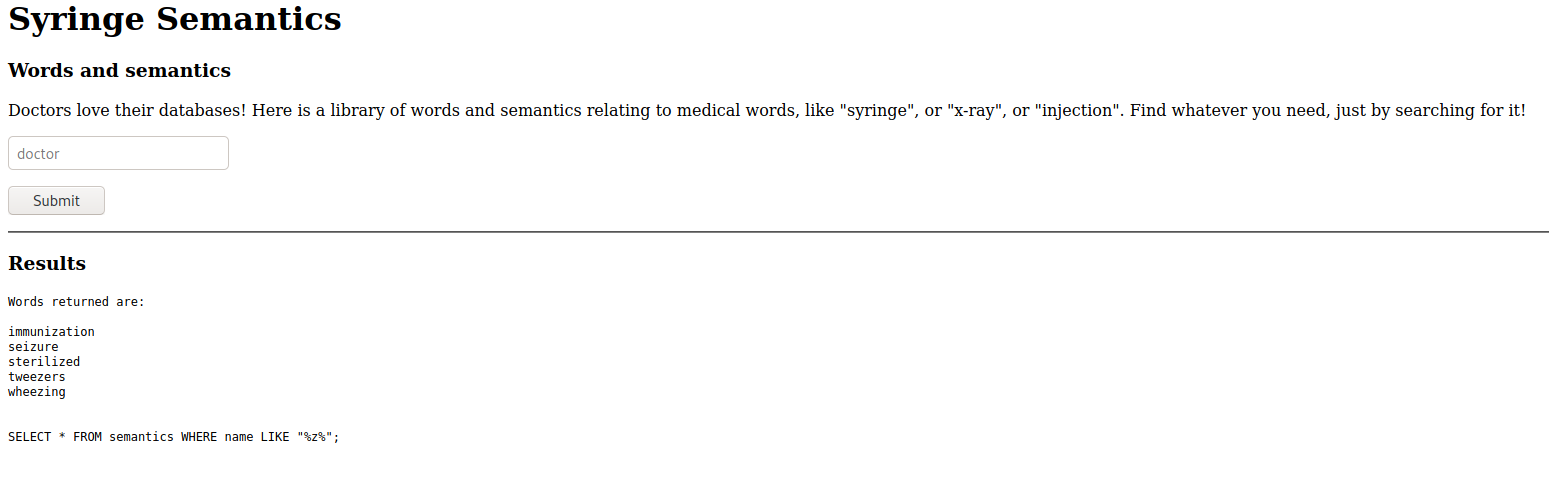 Syringe Semantics
Words and semantics
Doctors love their databases! Here is a library of words and semantics relating to medical words, like "syringe", or "x-ray", or "injection". Find whatever you need, just by searching for it!
doctor
Submit
Results
Words returned are:
immunization
seizure
sterilized
tweezers
wheezing
SELECT * FROM semantics WHERE name LIKE "%z%";